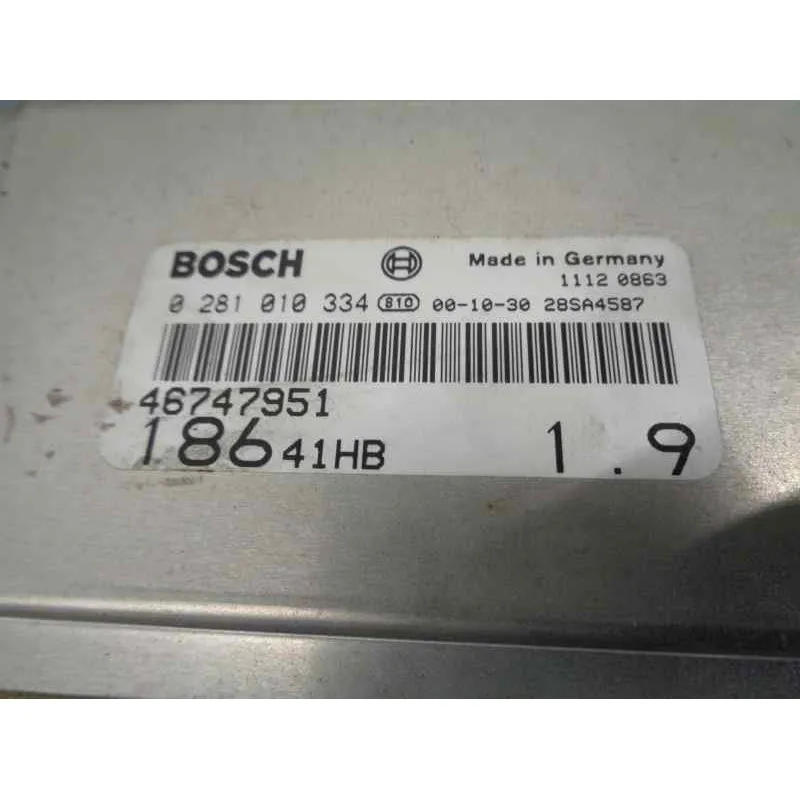 BOSCH Made in Germany
1112 0863
0 281 010 334 810 00-10-30 28SA4587
46747951
186 41HB 1.9